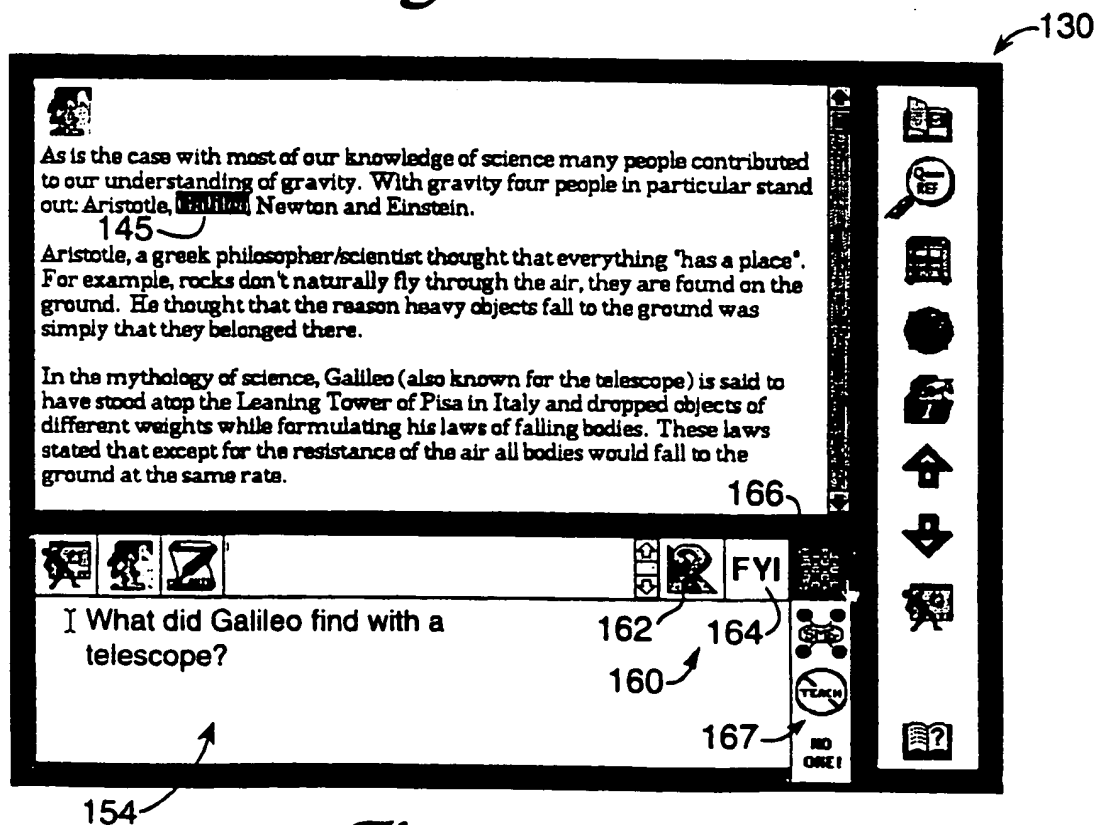 130
As is the case with most of our knowledge of science many people contributed
to our understanding of gravity. With gravity four people in particular stand
out: Aristotle, Galileo, Newton and Einstein.
145
Aristotle, a greek philosopher/scientist thought that everything "has a place".
For example, rocks don't naturally fly through the air, they are found on the
ground. He thought that the reason heavy objects fall to the ground was
simply that they belonged there.
In the mythology of science, Galileo (also known for the telescope) is said to
have stood atop the Leaning Tower of Pisa in Italy and dropped objects of
different weights while formulating his laws of falling bodies. These laws
stated that except for the resistance of the air all bodies would fall to the
ground at the same rate.
REF
166
FYI
What did Galileo find with a
telescope?
162 164
160
TEACH
167
NO
ONE!
?
154